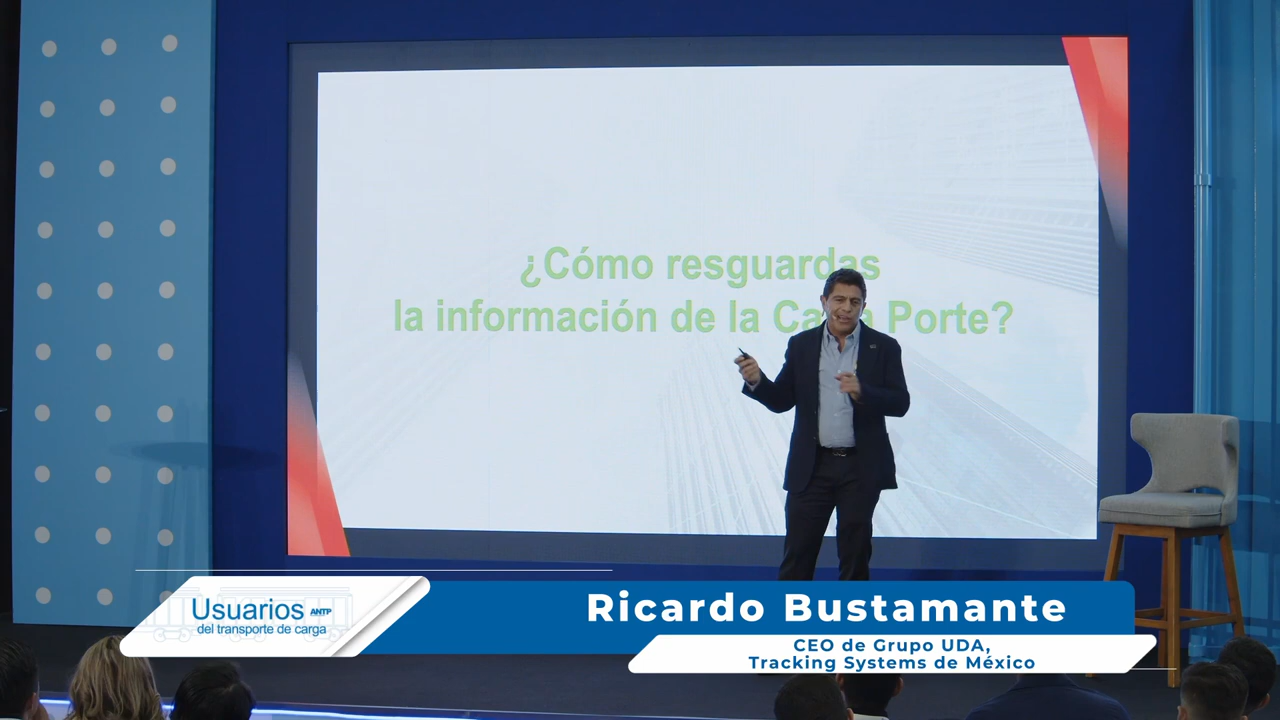 ¿Cómo resguardas
la información de la Carta Porte?
Usuarios ANTP
del transporte de carga
Ricardo Bustamante
CEO de Grupo UDA,
Tracking Systems de México